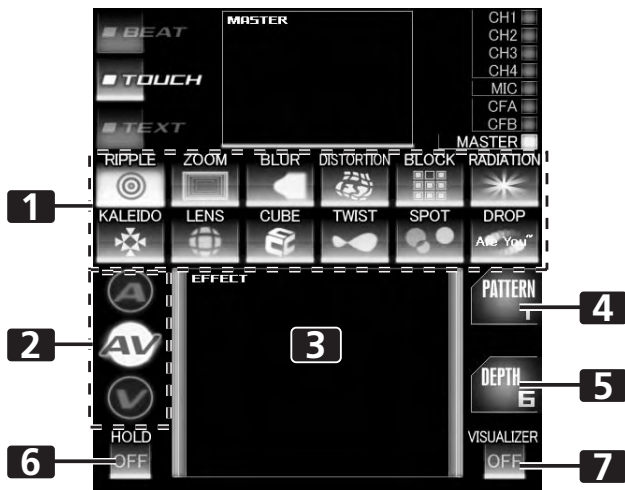 BEAT
MASTER
CH1
CH2
CH3
CH4
MIC
CFA
CFB
MASTER
TOUCH
TEXT
RIPPLE ZOOM BLUR DISTORTION BLOCK RADIATION
1
KALEIDO LENS CUBE TWIST SPOT DROP
Are You~
A
EFFECT
PATTERN
1
4
2
AV
3
V
DEPTH
6
5
HOLD
OFF
6
VISUALIZER
OFF
7